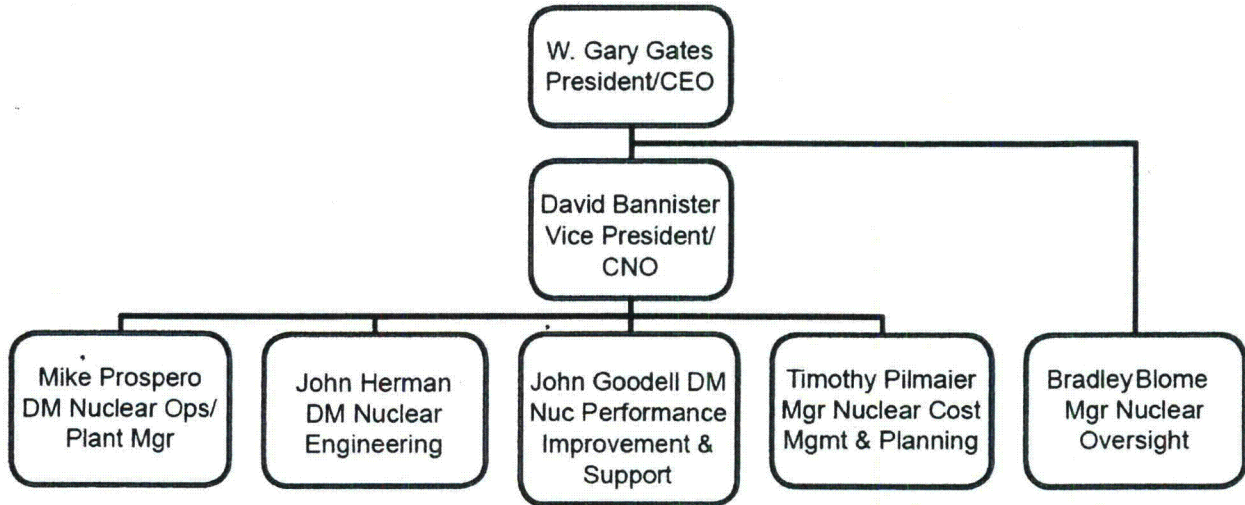 W. Gary Gates
President/CEO
David Bannister
Vice President/
CNO
Mike Prospero
DM Nuclear Ops/
Plant Mgr
John Herman
DM Nuclear
Engineering
John Goodell DM
Nuc Performance
Improvement &
Support
Timothy Pilmaier
Mgr Nuclear Cost
Mgmt & Planning
Bradley Blome
Mgr Nuclear
Oversight